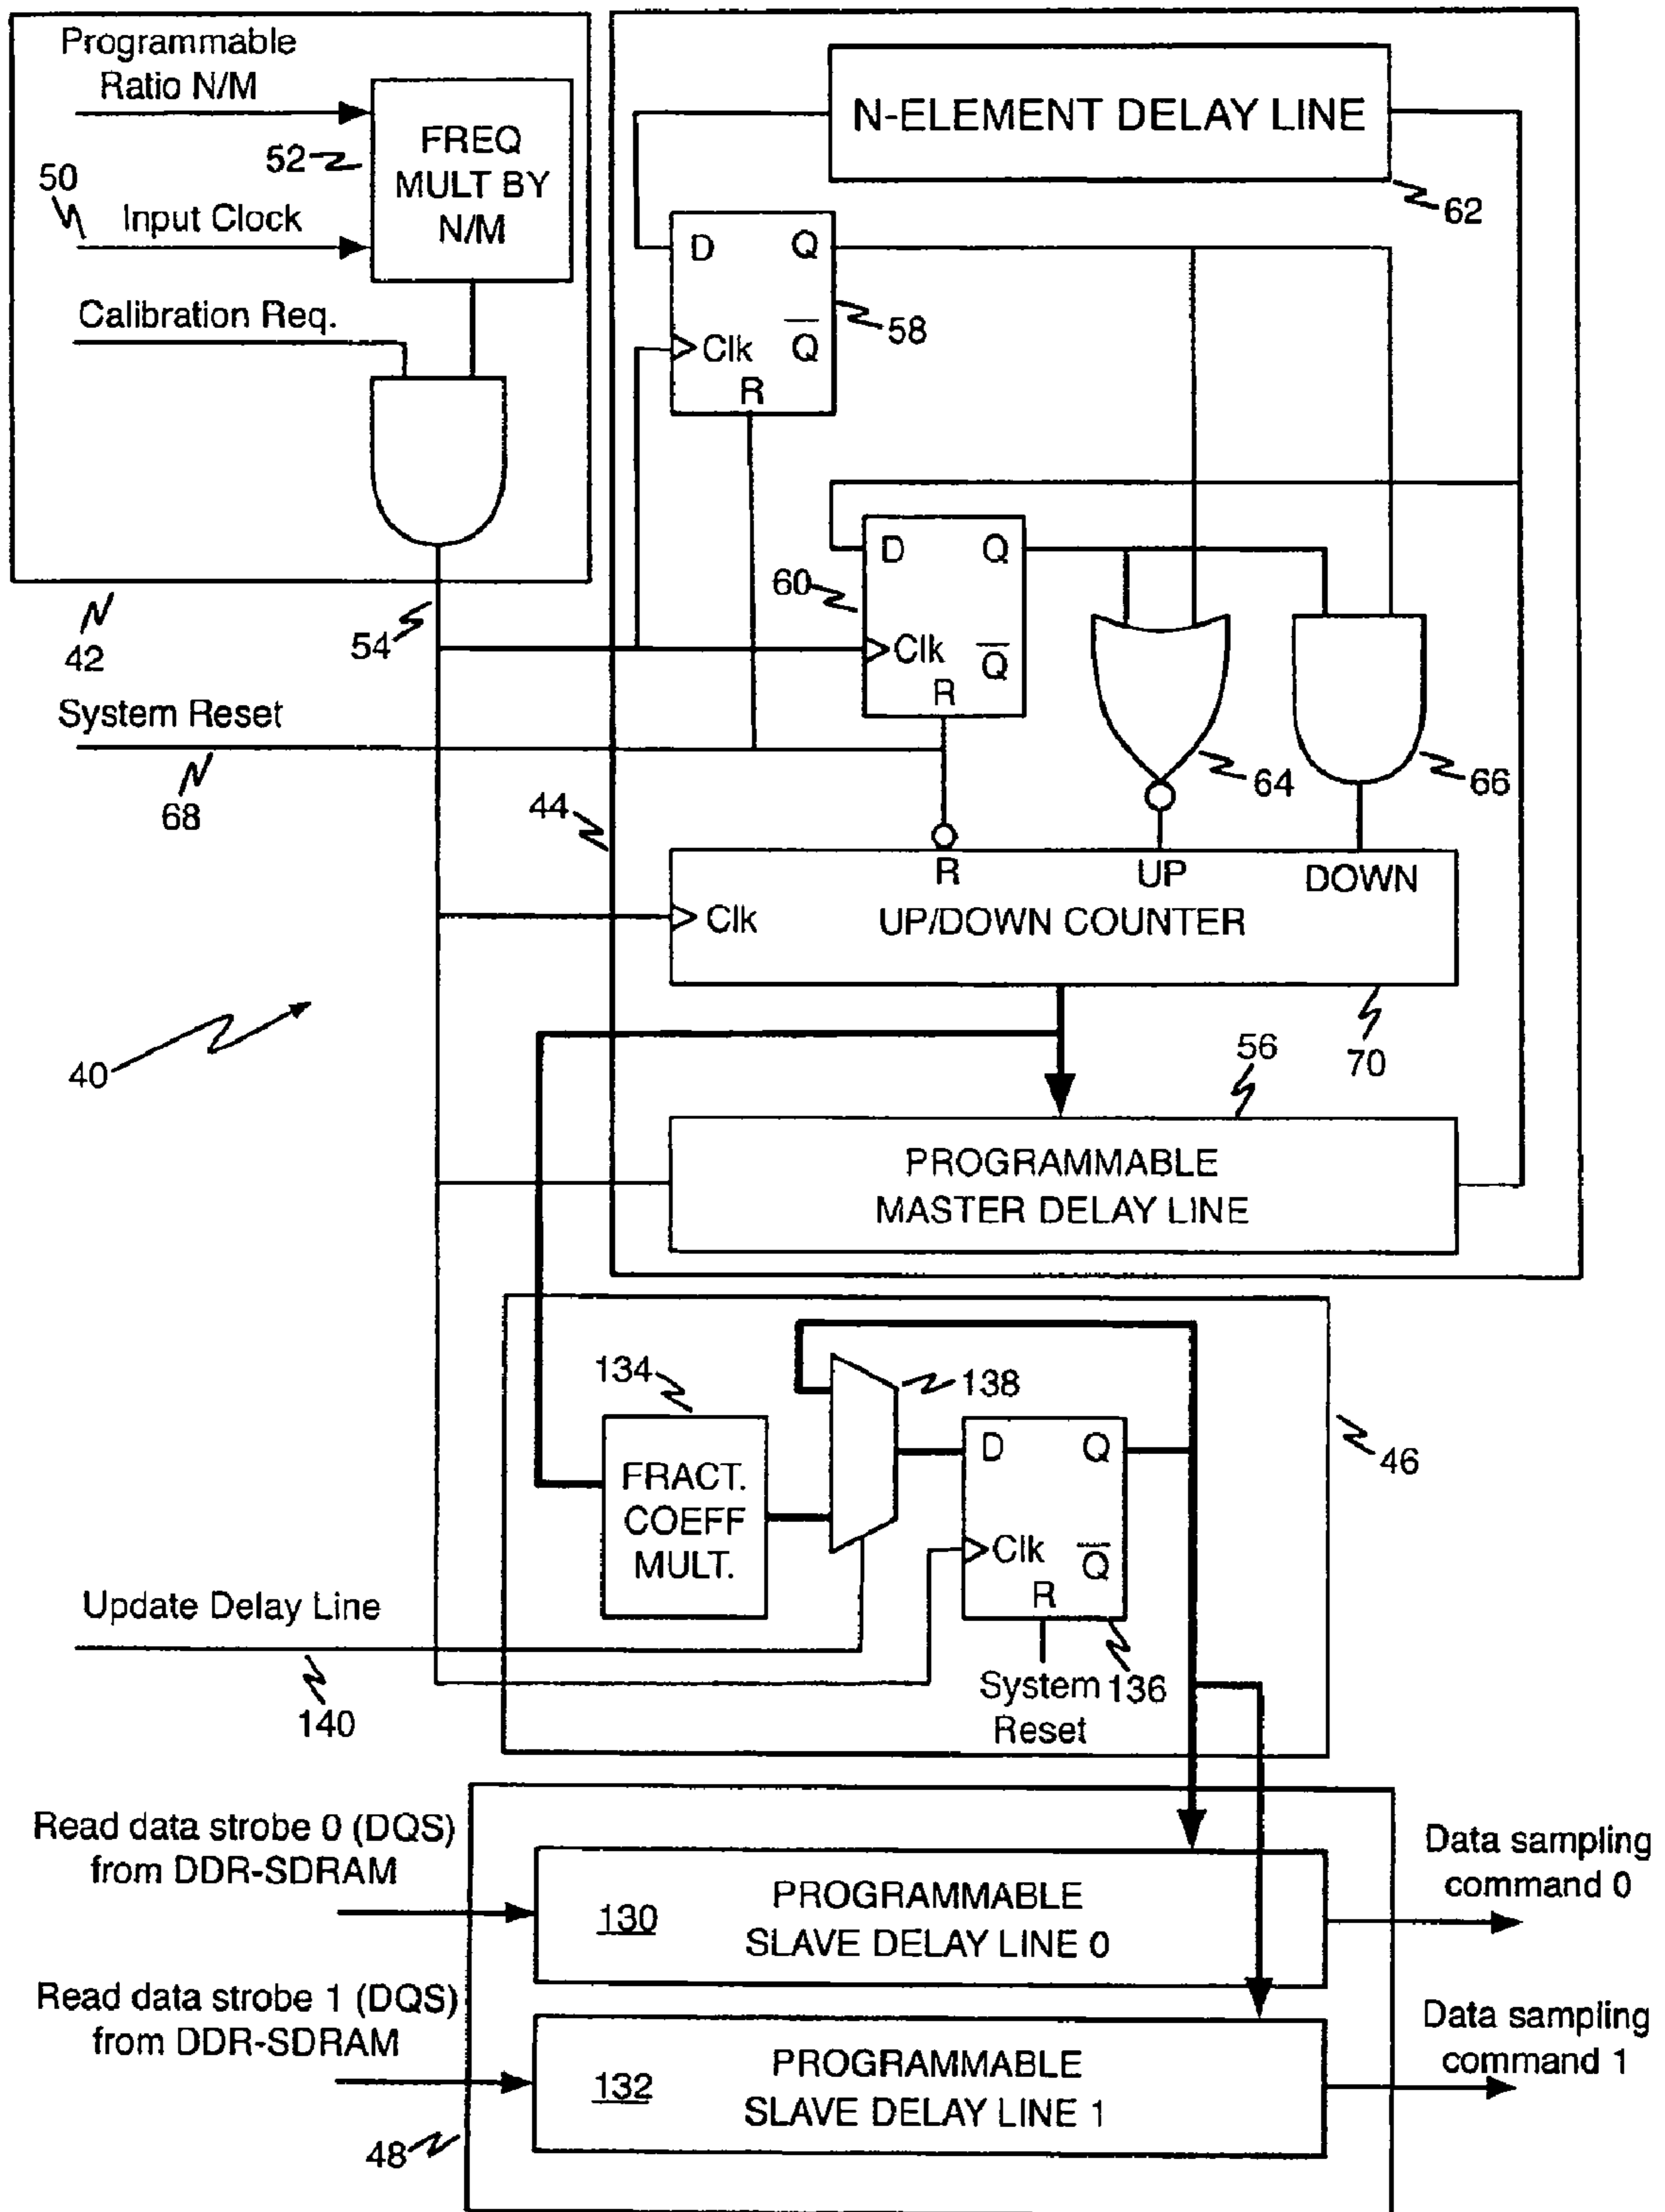 Programmable
Ratio N/M
FREQ
MULT BY
N/M
52
50
Input Clock
Calibration Req.
42
54
N-ELEMENT DELAY LINE
62
D Q
Clk Q
R
58
D Q
Clk Q
R
60
64
66
System Reset
68
44
R UP DOWN
Clk UP/DOWN COUNTER
70
40
56
PROGRAMMABLE
MASTER DELAY LINE
134
138
FRACT.
COEFF
MULT.
D Q
Clk Q
R
46
Update Delay Line
140
System
Reset
136
Read data strobe 0 (DQS)
from DDR-SDRAM
130
PROGRAMMABLE
SLAVE DELAY LINE 0
Data sampling
command 0
Read data strobe 1 (DQS)
from DDR-SDRAM
132
PROGRAMMABLE
SLAVE DELAY LINE 1
Data sampling
command 1
48